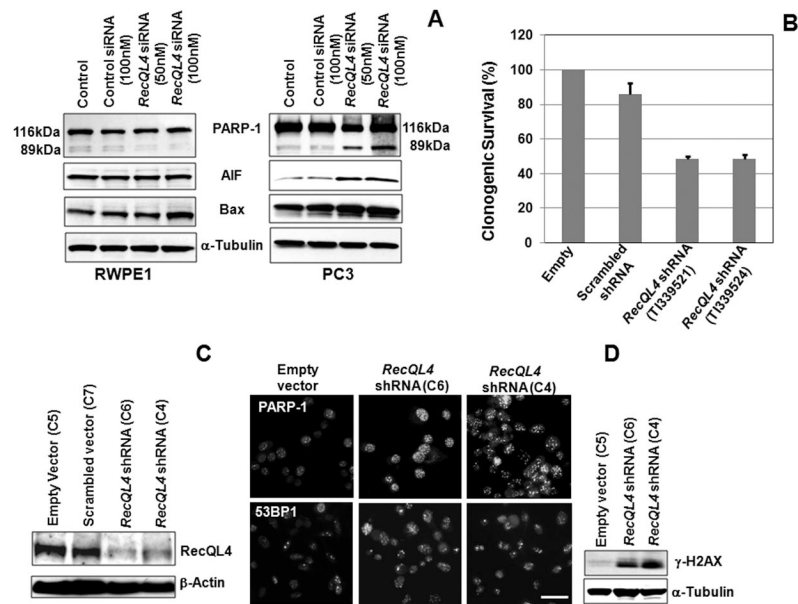 A
Control
Control siRNA
(100nM)
RecQL4 siRNA
(50nM)
RecQL4 siRNA
(100nM)
116kDa
89kDa
RWPE1
PARP-1
AIF
Bax
α-Tubulin
Control
Control siRNA
(100nM)
RecQL4 siRNA
(50nM)
RecQL4 siRNA
(100nM)
116kDa
89kDa
PC3
B
Clonogenic Survival (%)
120
100
80
60
40
20
0
Empty
Scrambled
shRNA
RecQL4 shRNA
(TI339521)
RecQL4 shRNA
(TI339524)
C
Empty Vector (C5)
Scrambled vector (C7)
RecQL4 shRNA (C6)
RecQL4 shRNA (C4)
RecQL4
β-Actin
Empty
vector
RecQL4
shRNA (C6)
RecQL4
shRNA (C4)
PARP-1
53BP1
D
Empty vector (C5)
RecQL4 shRNA (C6)
RecQL4 shRNA (C4)
γ-H2AX
α-Tubulin